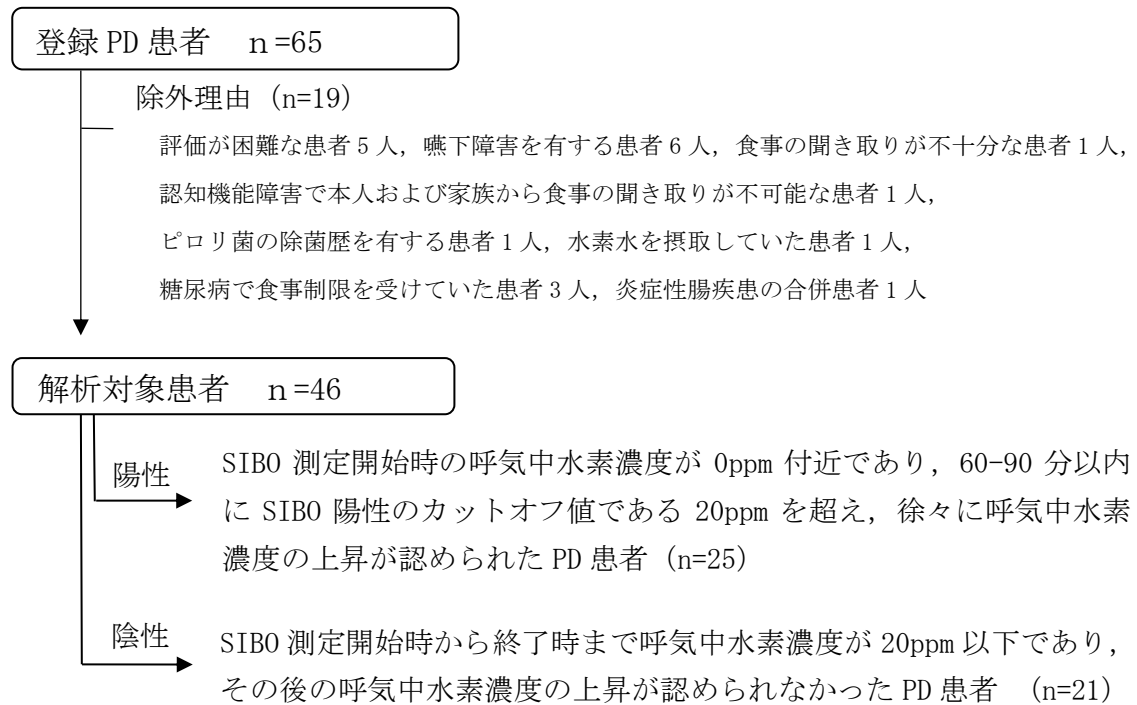 登録 PD 患者　n=65
除外理由 (n=19)
評価が困難な患者 5 人，嚥下障害を有する患者 6 人，食事の聞き取りが不十分な患者 1 人，
認知機能障害で本人および家族から食事の聞き取りが不可能な患者 1 人，
ピロリ菌の除菌歴を有する患者 1 人，水素水を摂取していた患者 1 人，
糖尿病で食事制限を受けていた患者 3 人，炎症性腸疾患の合併患者 1 人
解析対象患者　n=46
陽性
SIBO 測定開始時の呼気中水素濃度が 0ppm 付近であり，60-90 分以内
に SIBO 陽性のカットオフ値である 20ppm を超え，徐々に呼気中水素
濃度の上昇が認められた PD 患者 (n=25)
陰性
SIBO 測定開始時から終了時まで呼気中水素濃度が 20ppm 以下であり，
その後の呼気中水素濃度の上昇が認められなかった PD 患者　(n=21)